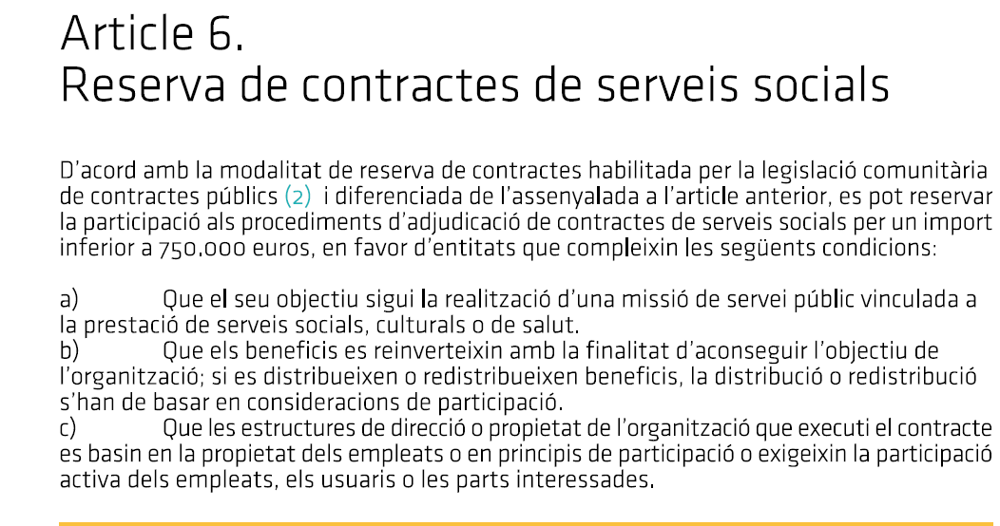 Article 6.
Reserva de contractes de serveis socials
D'acord amb la modalitat de reserva de contractes habilitada per la legislació comunitària
de contractes públics (2) i diferenciada de l'assenyalada a l'article anterior, es pot reservar
la participació als procediments d'adjudicació de contractes de serveis socials per un import
inferior a 750.000 euros, en favor d'entitats que compleixin les següents condicions:
a) Que el seu objectiu sigui la realització d'una missió de servei públic vinculada a
la prestació de serveis socials, culturals o de salut.
b) Que els beneficis es reinverteixin amb la finalitat d'aconseguir l'objectiu de
l'organització; si es distribueixen o redistribueixen beneficis, la distribució o redistribució
s'han de basar en consideracions de participació.
c) Que les estructures de direcció o propietat de l'organització que executi el contracte
es basin en la propietat dels empleats o en principis de participació o exigeixin la participació
activa dels empleats, els usuaris o les parts interessades.